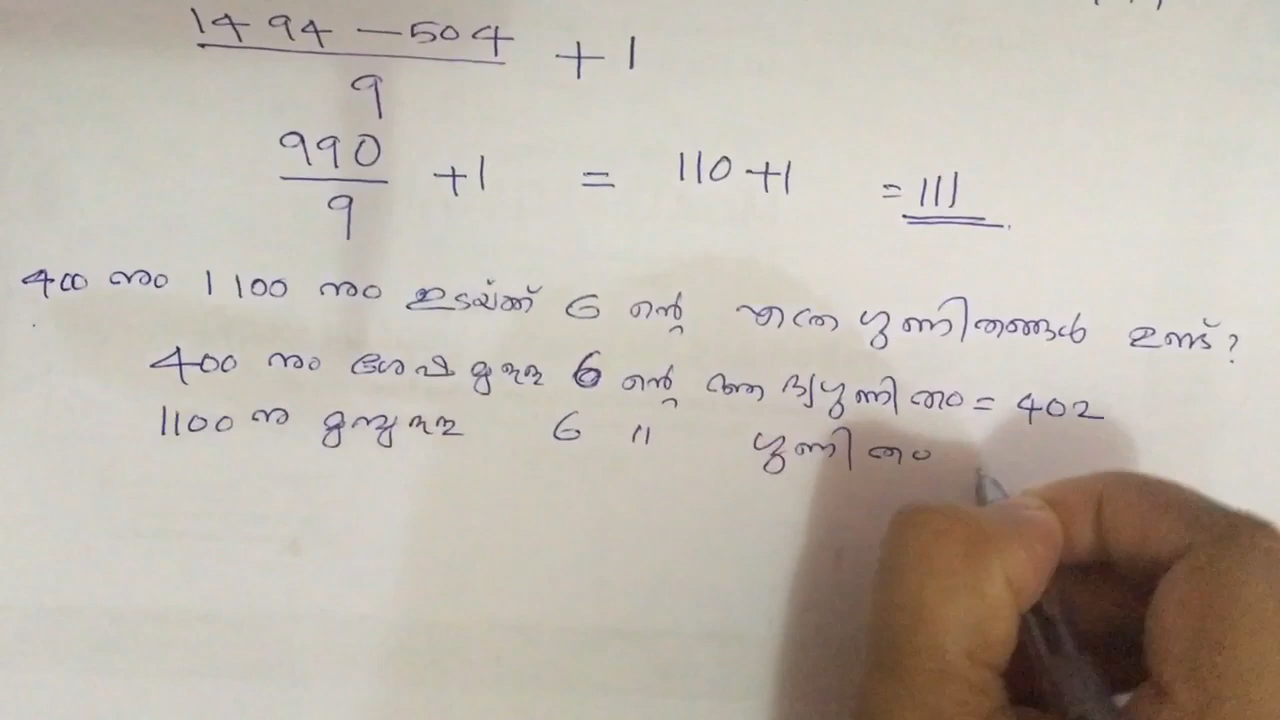 1494 - 504 / 9 + 1
990 / 9 + 1 = 110 + 1 = 111
400 നും 1100 നും ഇടയ്ക്ക് 6 ന്റെ എത്ര ഗുണിതങ്ങൾ ഉണ്ട്?
400 നും ശേഷമുള്ള 6 ന്റെ ആദ്യഗുണിതം = 402
1100 നു മുമ്പുള്ള 6 " ഗുണിതം